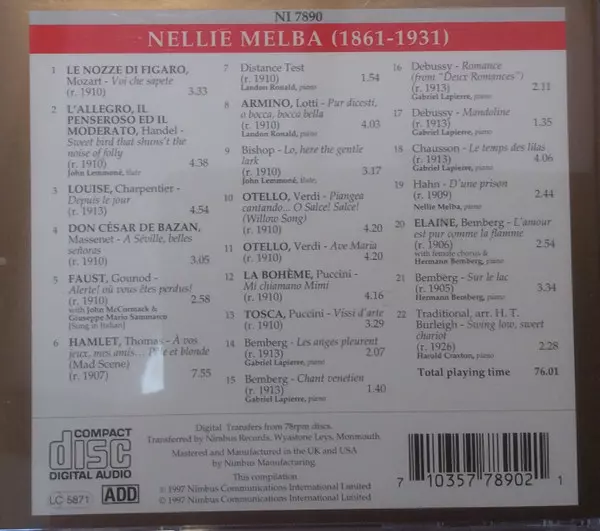 NI 7890
NELLIE MELBA (1861-1931)
1 LE NOZZE DI FIGARO,
Mozart - Voi che sapete
(r. 1910) 3.33
2 L'ALLEGRO, IL
PENSEROSO ED IL
MODERATO, Handel -
Sweet bird that shuns't the
noise of folly
(r. 1910) 4.38
John Lemmoné, flute
3 LOUISE, Charpentier -
Depuis le jour
(r. 1913) 4.54
4 DON CÉSAR DE BAZAN,
Massenet - A Séville, belles
señoras
(r. 1910) 3.05
5 FAUST, Gounod -
Alerte! ou vous êtes perdus!
(r. 1910) 2.58
with John McCormack &
Giuseppe Mario Sammarco
[Sung in Italian]
6 HAMLET, Thomas - A vos
jeux, mes amis... Pâle et blonde
(Mad Scene)
(r. 1907) 7.55
7 Distance Test
(r. 1910) 1.54
Landon Ronald, piano
8 ARMINO, Lotti - Pur dicesti,
o bocca, bocca bella
(r. 1910) 4.03
Landon Ronald, piano
9 Bishop - Lo, here the gentle
lark
(r. 1910) 3.17
John Lemmoné, flute
10 OTELLO, Verdi - Piangea
cantando... O Salce! Salce!
(Willow Song)
(r. 1910) 4.20
11 OTELLO, Verdi - Ave Maria
(r. 1910) 4.20
12 LA BOHÈME, Puccini -
Mi chiamano Mimi
(r. 1910) 4.16
13 TOSCA, Puccini - Vissi d'arte
(r. 1910) 3.29
14 Bemberg - Les anges pleurent
(r. 1913) 2.07
Gabriel Lapierre, piano
15 Bemberg - Chant venetien
(r. 1913) 1.40
Gabriel Lapierre, piano
16 Debussy - Romance
(from "Deux Romances")
(r. 1913) 2.11
Gabriel Lapierre, piano
17 Debussy - Mandoline
(r. 1913) 1.35
Gabriel Lapierre, piano
18 Chausson - Le temps des lilas
(r. 1913) 4.06
Gabriel Lapierre, piano
19 Hahn - D'une prison
(r. 1909) 2.44
Nellie Melba, piano
20 ELAINE, Bemberg - L'amour
est pur comme la flamme
(r. 1906) 2.54
with female chorus &
Hermann Bemberg, piano
21 Bemberg - Sur le lac
(r. 1905) 3.34
Hermann Bemberg, piano
22 Traditional, arr. H. T.
Burleigh - Swing low, sweet
chariot
(r. 1926) 2.28
Harold Craxton, piano
Total playing time 76.01
COMPACT
disc
DIGITAL AUDIO
LC 5871
ADD
Digital Transfers from 78rpm discs.
Transferred by Nimbus Records, Wyastone Leys, Monmouth.
Mastered and Manufactured in the UK and USA
by Nimbus Manufacturing.
This compilation
℗ 1997 Nimbus Communications International Limited
© 1997 Nimbus Communications International Limited
7 10357 78902 1